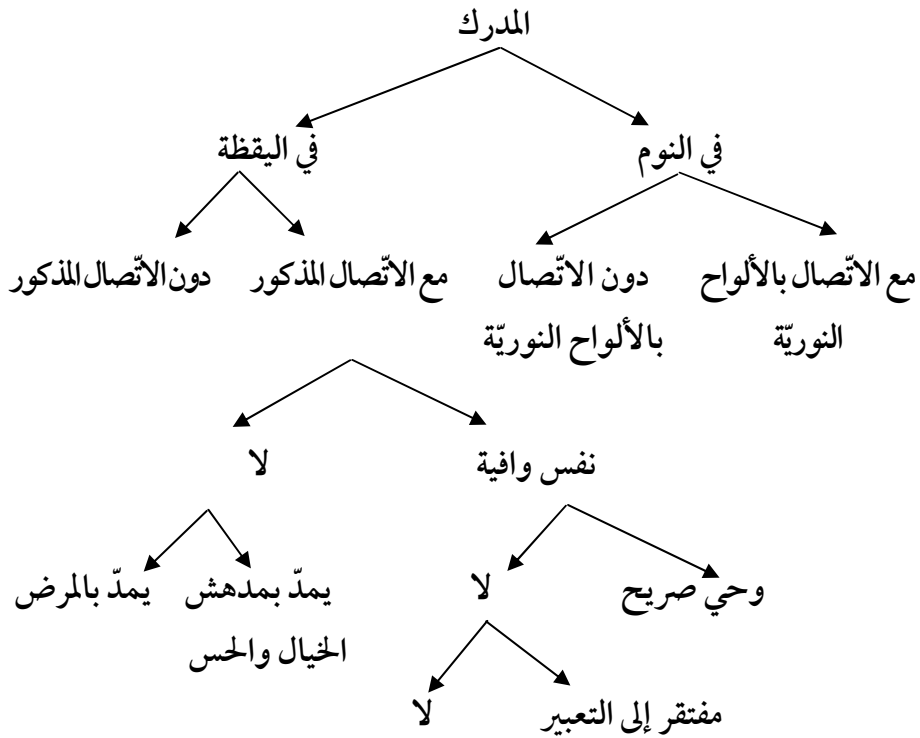 المدرك
في النوم
في اليقظة
مع الاتّصال بالألواح
النوريّة
دون الاتّصال
بالألواح النوريّة
مع الاتّصال المذكور
دون الاتّصال المذكور
نفس وافية
لا
وحي صريح
لا
يمدّ بمدهش
الخيال والحس
يمدّ بالمرض
مفتقر إلى التعبير
لا